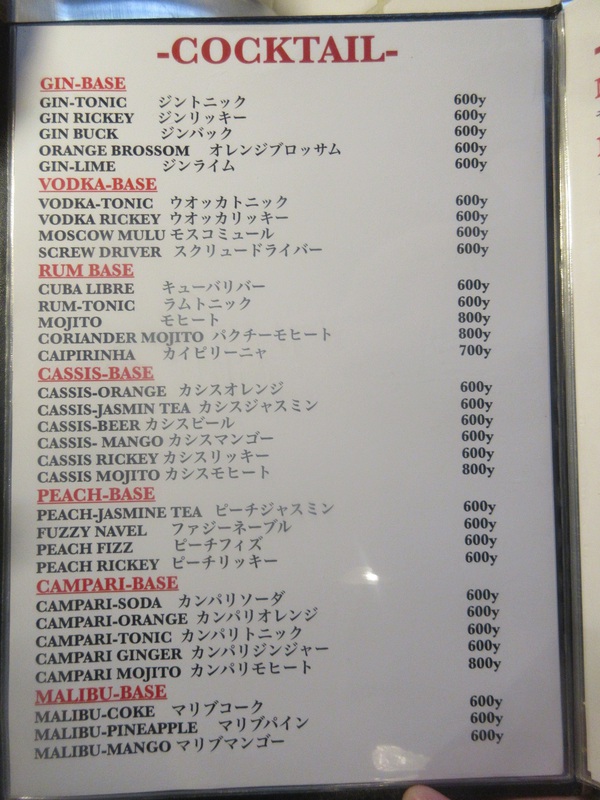 -COCKTAIL-
GIN-BASE
GIN-TONIC ジントニック 600y
GIN RICKEY ジンリッキー 600y
GIN BUCK ジンバック 600y
ORANGE BROSSOM オレンジブロッサム 600y
GIN-LIME ジンライム 600y
VODKA-BASE
VODKA-TONIC ウオッカトニック 600y
VODKA RICKEY ウオッカリッキー 600y
MOSCOW MULU モスコミュール 600y
SCREW DRIVER スクリュードライバー 600y
RUM BASE
CUBA LIBRE キューバリバー 600y
RUM-TONIC ラムトニック 600y
MOJITO モヒート 800y
CORIANDER MOJITO パクチーモヒート 800y
CAIPIRINHA カイピリーニャ 700y
CASSIS-BASE
CASSIS-ORANGE カシスオレンジ 600y
CASSIS-JASMIN TEA カシスジャスミン 600y
CASSIS-BEER カシスビール 600y
CASSIS- MANGO カシスマンゴー 600y
CASSIS RICKEY カシスリッキー 600y
CASSIS MOJITO カシスモヒート 800y
PEACH-BASE
PEACH-JASMINE TEA ピーチジャスミン 600y
FUZZY NAVEL ファジーネーブル 600y
PEACH FIZZ ピーチフィズ 600y
PEACH RICKEY ピーチリッキー 600y
CAMPARI-BASE
CAMPARI-SODA カンパリソーダ 600y
CAMPARI-ORANGE カンパリオレンジ 600y
CAMPARI-TONIC カンパリトニック 600y
CAMPARI GINGER カンパリジンジャー 600y
CAMPARI MOJITO カンパリモヒート 800y
MALIBU-BASE
MALIBU-COKE マリブコーク 600y
MALIBU-PINEAPPLE マリブパイン 600y
MALIBU-MANGO マリブマンゴー 600y